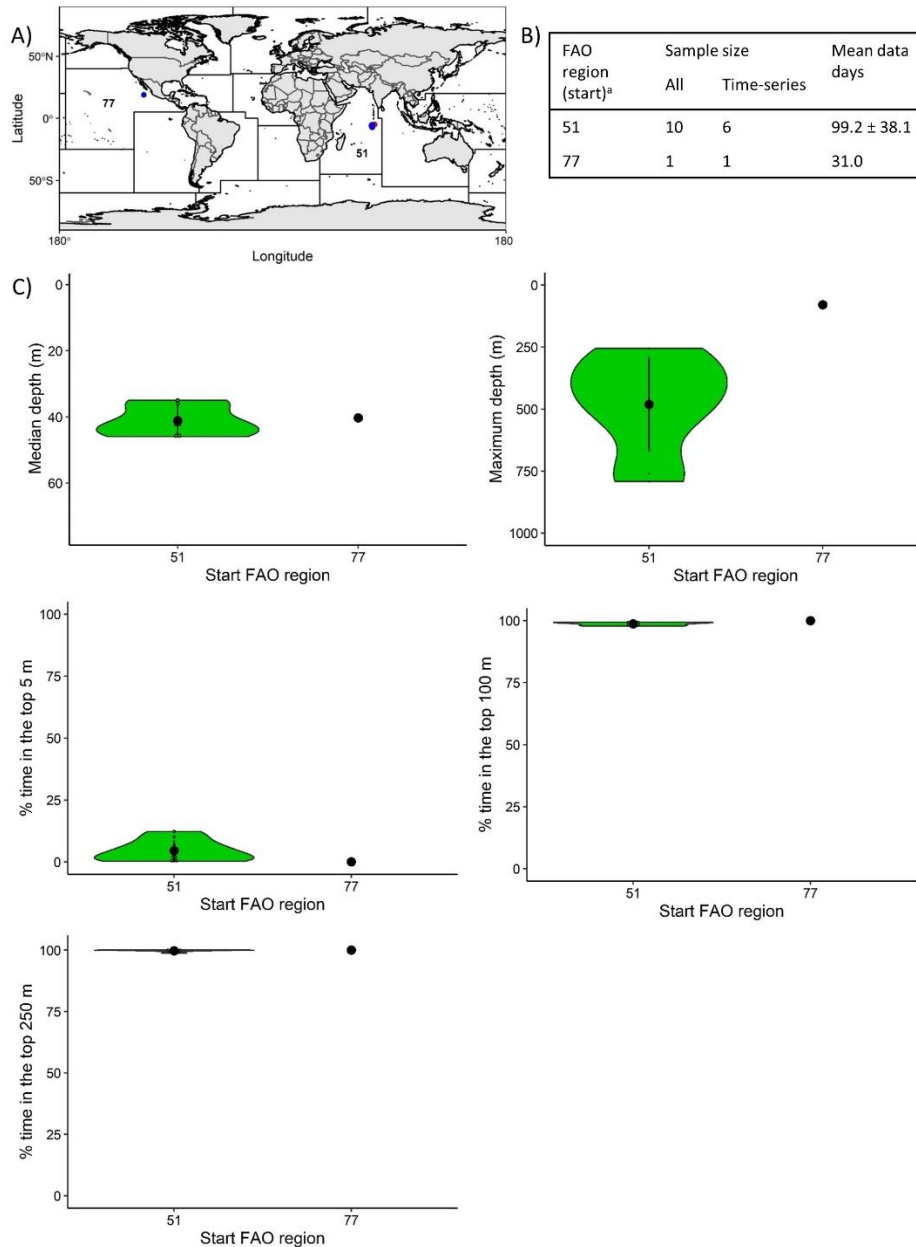 A)
50°N
0°
50°S
Latitude
77
51
180°
180
Longitude
B)
FAO region (start)ᵃ Sample size Mean data days
All Time-series
51 10 6 99.2 ± 38.1
77 1 1 31.0
C)
0
20
40
60
Median depth (m)
51 77
Start FAO region
0
250
500
750
1000
Maximum depth (m)
51 77
Start FAO region
100
75
50
25
0
% time in the top 5 m
51 77
Start FAO region
100
75
50
25
0
% time in the top 100 m
51 77
Start FAO region
100
75
50
25
0
% time in the top 250 m
51 77
Start FAO region